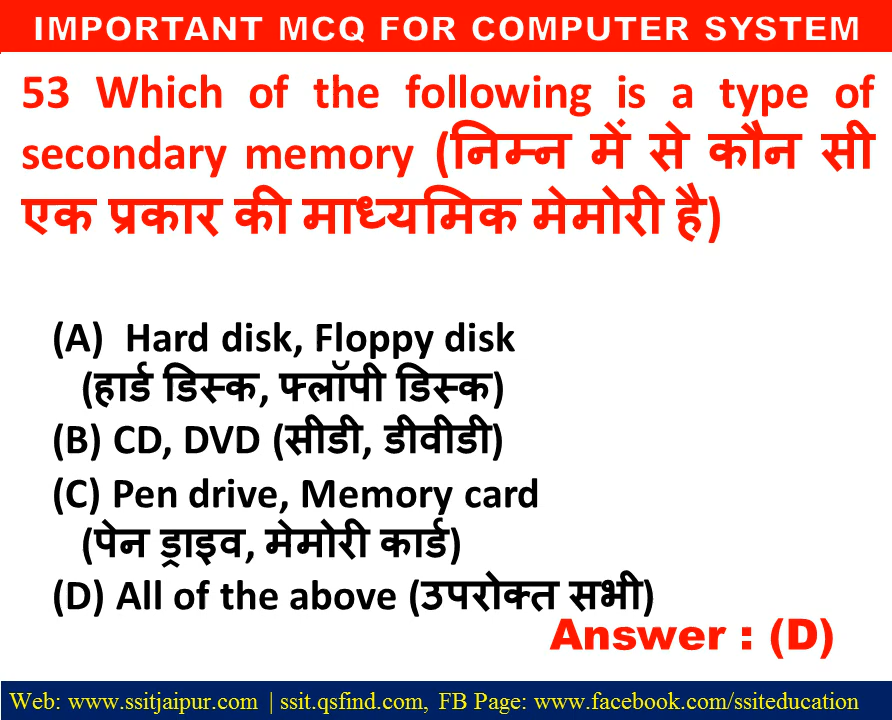 IMPORTANT MCQ FOR COMPUTER SYSTEM
53 Which of the following is a type of
secondary memory (निम्न में से कौन सी
एक प्रकार की माध्यमिक मेमोरी है)
(A) Hard disk, Floppy disk
(हार्ड डिस्क, फ्लॉपी डिस्क)
(B) CD, DVD (सीडी, डीवीडी)
(C) Pen drive, Memory card
(पेन ड्राइव, मेमोरी कार्ड)
(D) All of the above (उपरोक्त सभी)
Answer : (D)
Web: www.ssitjaipur.com | ssit.qsfind.com, FB Page: www.facebook.com/ssiteducation